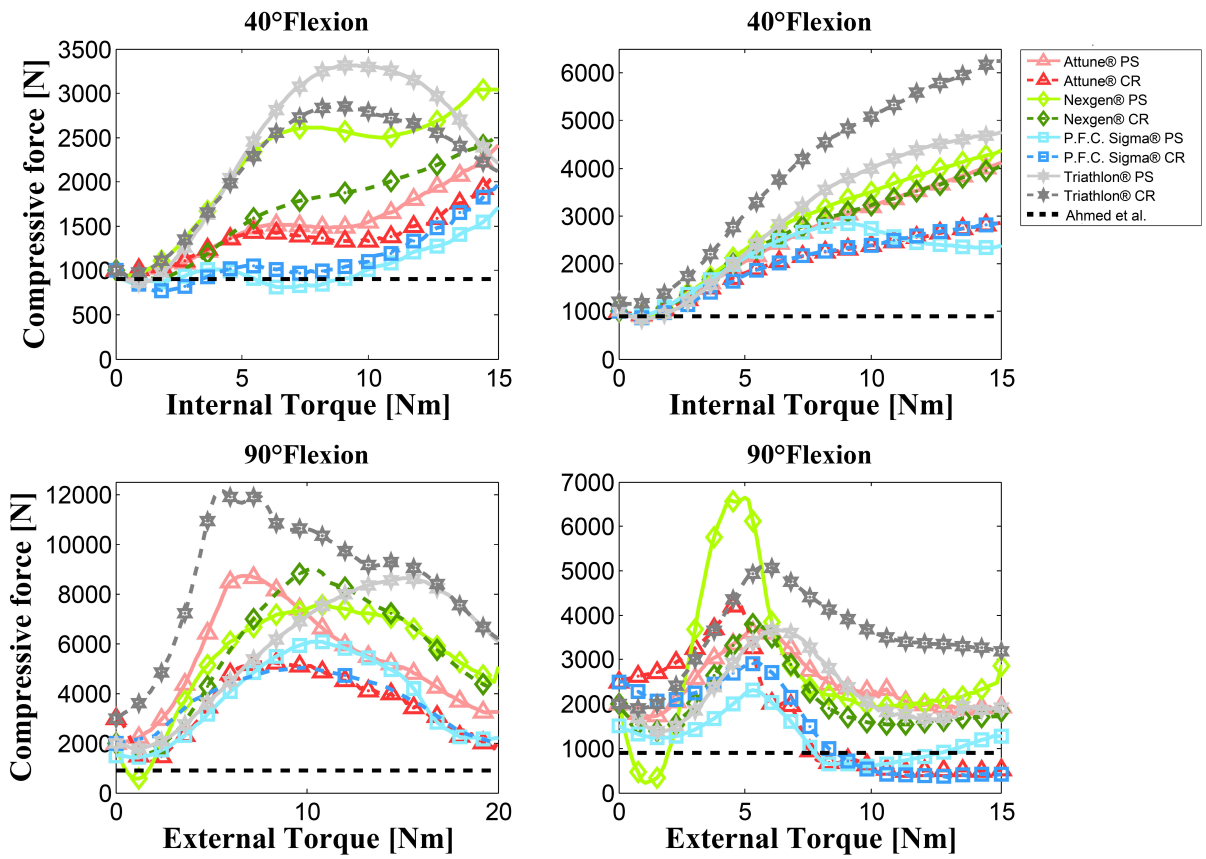 40°Flexion
Compressive force [N]
3500
3000
2500
2000
1500
1000
500
0
0
5
10
15
Internal Torque [Nm]
40°Flexion
6000
5000
4000
3000
2000
1000
0
0
5
10
15
Internal Torque [Nm]
Attune® PS
Attune® CR
Nexgen® PS
Nexgen® CR
P.F.C. Sigma® PS
P.F.C. Sigma® CR
Triathlon® PS
Triathlon® CR
Ahmed et al.
90°Flexion
Compressive force [N]
12000
10000
8000
6000
4000
2000
0
0
10
20
External Torque [Nm]
90°Flexion
7000
6000
5000
4000
3000
2000
1000
0
0
5
10
15
External Torque [Nm]